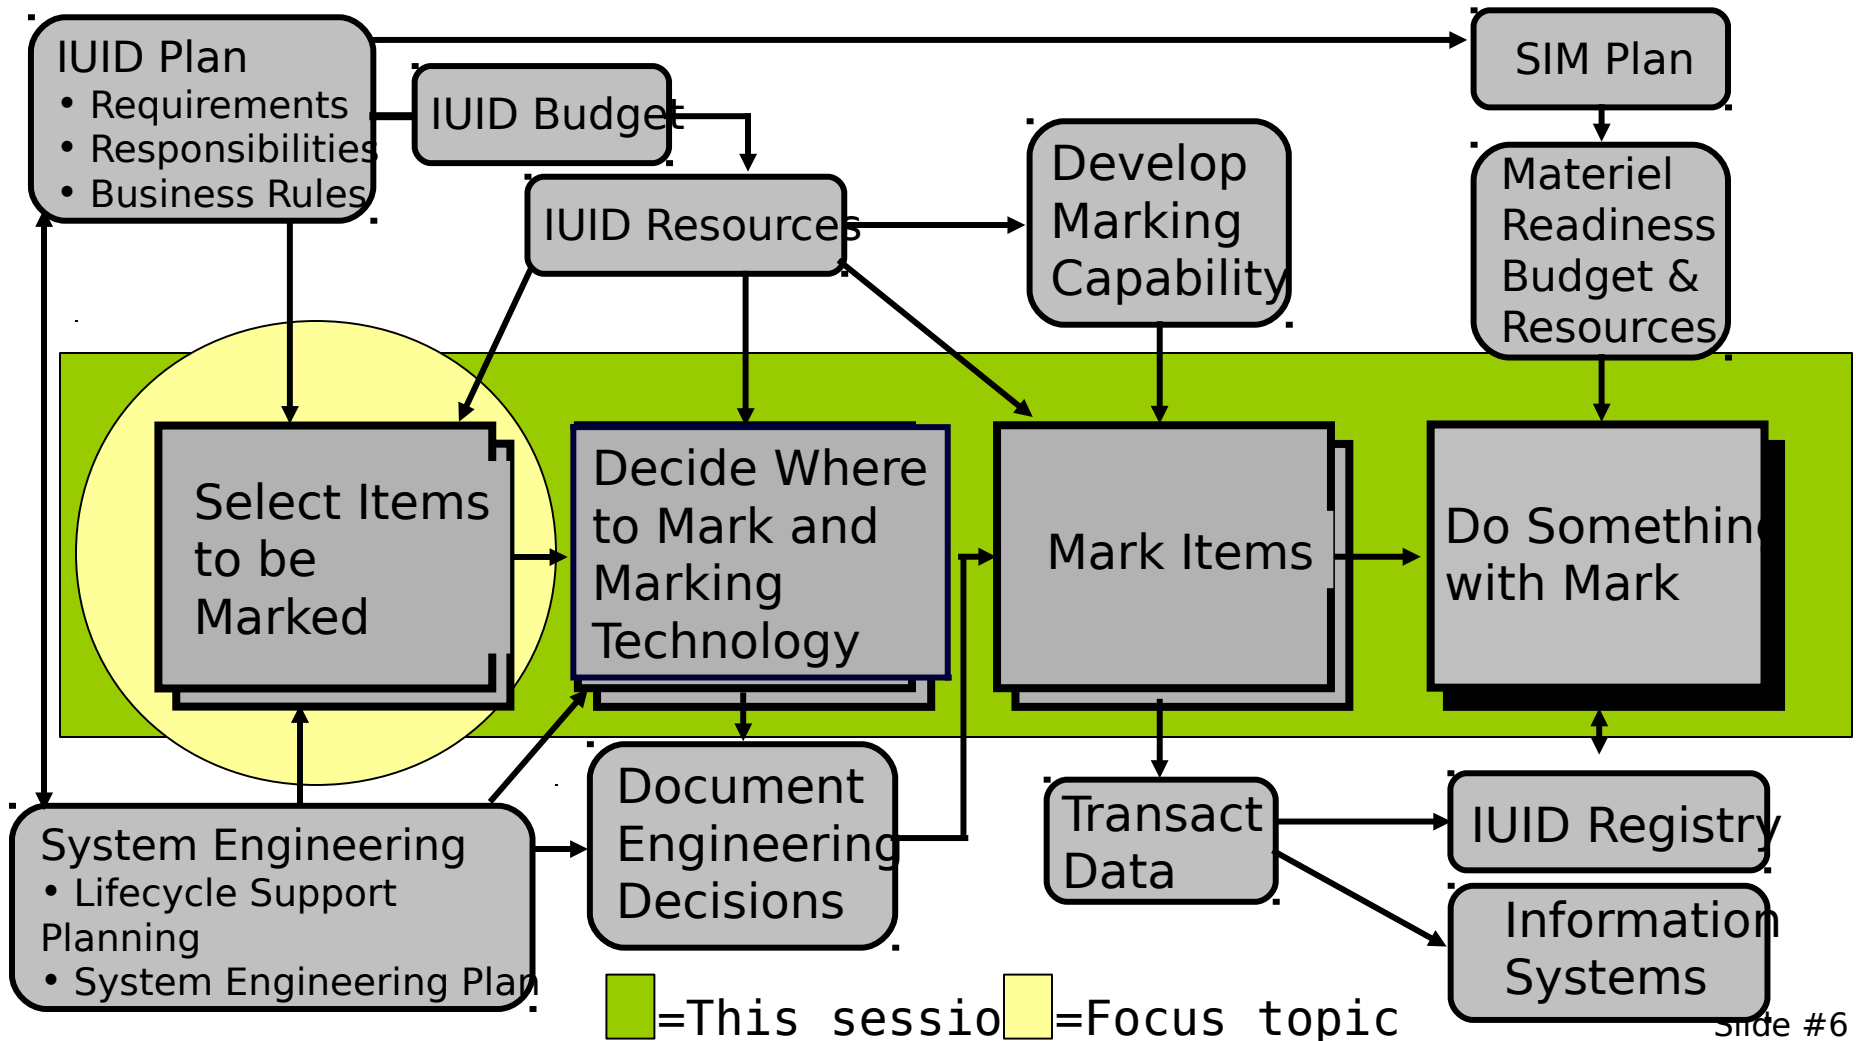 IUID Plan
• Requirements
• Responsibilities
• Business Rules
IUID Budget
IUID Resources
Develop
Marking
Capability
SIM Plan
Materiel
Readiness
Budget &
Resources
Select Items
to be
Marked
Decide Where
to Mark and
Marking
Technology
Mark Items
Do Something
with Mark
System Engineering
• Lifecycle Support
Planning
• System Engineering Plan
Document
Engineering
Decisions
Transact
Data
IUID Registry
Information
Systems
=This sessio
=Focus topic
Slide #6